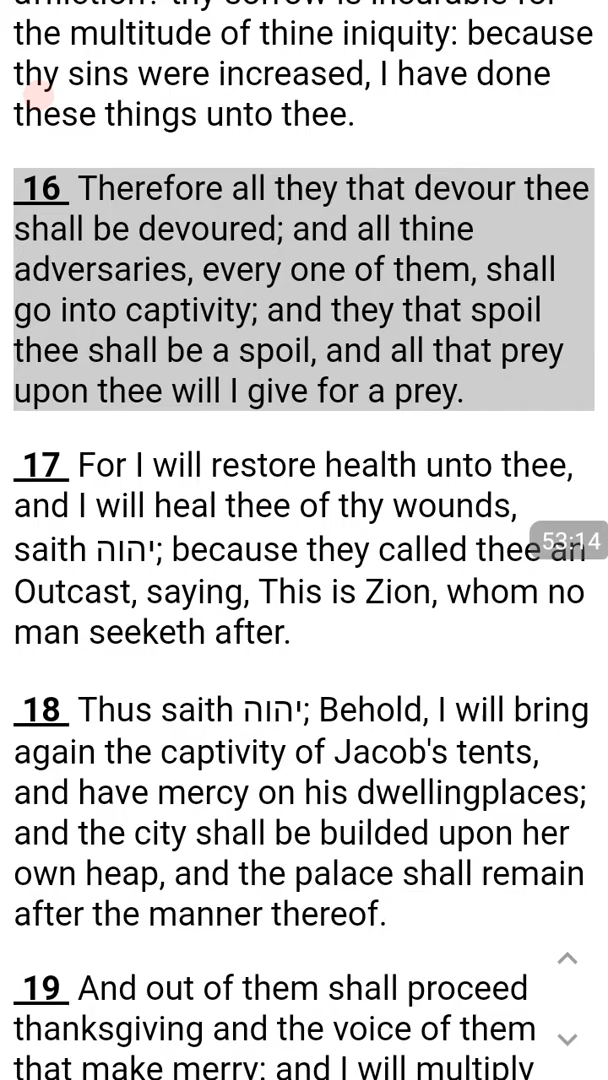 the multitude of thine iniquity: because
thy sins were increased, I have done
these things unto thee.
16 Therefore all they that devour thee
shall be devoured; and all thine
adversaries, every one of them, shall
go into captivity; and they that spoil
thee shall be a spoil, and all that prey
upon thee will I give for a prey.
17 For I will restore health unto thee,
and I will heal thee of thy wounds,
saith יהוה; because they called thee an
53:14
Outcast, saying, This is Zion, whom no
man seeketh after.
18 Thus saith יהוה; Behold, I will bring
again the captivity of Jacob's tents,
and have mercy on his dwellingplaces;
and the city shall be builded upon her
own heap, and the palace shall remain
after the manner thereof.
19 And out of them shall proceed
thanksgiving and the voice of them
that make merry: and I will multiply